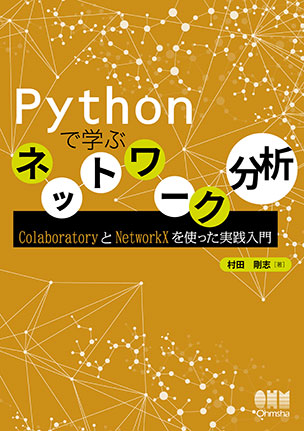 Python
で学ぶ
ネットワーク分析
ColaboratoryとNetworkXを使った実践入門
村田 剛志 [著]
OHM
Ohmsha